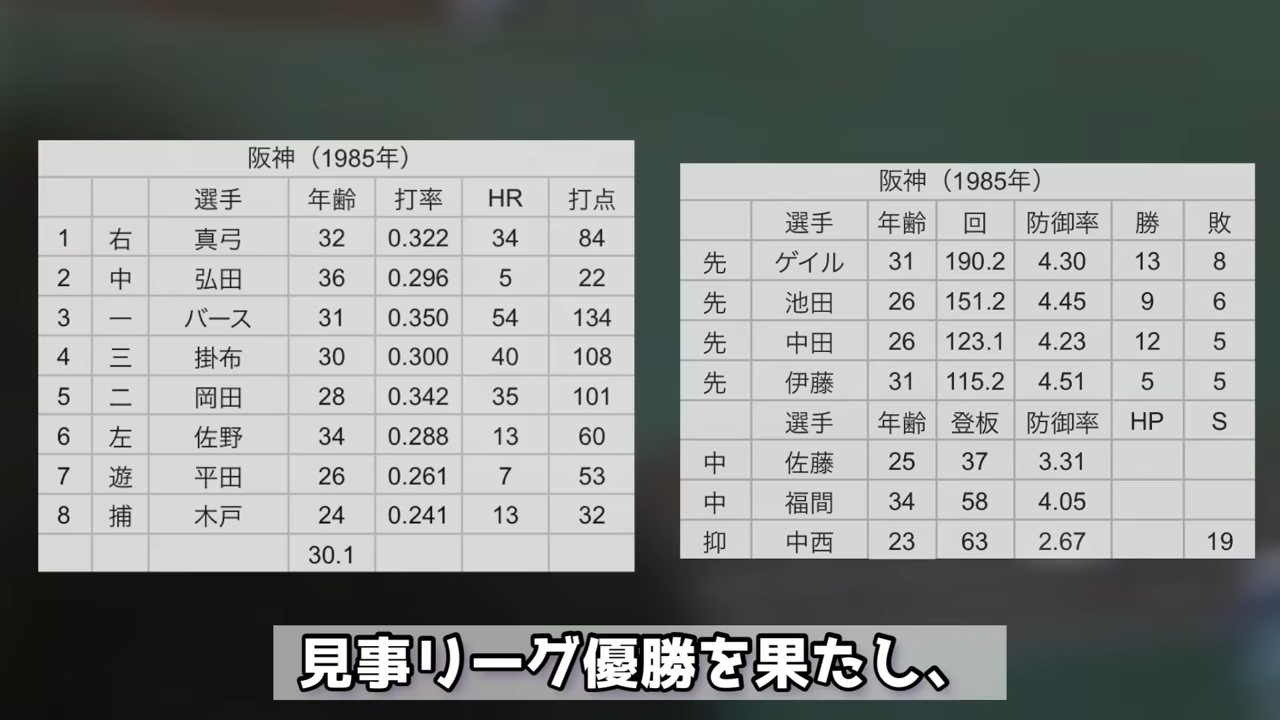 阪神（1985年）
選手 年齢 打率 HR 打点
1 右 真弓 32 0.322 34 84
2 中 弘田 36 0.296 5 22
3 一 バース 31 0.350 54 134
4 三 掛布 30 0.300 40 108
5 二 岡田 28 0.342 35 101
6 左 佐野 34 0.288 13 60
7 遊 平田 26 0.261 7 53
8 捕 木戸 24 0.241 13 32
30.1
阪神（1985年）
選手 年齢 回 防御率 勝 敗
先 ゲイル 31 190.2 4.30 13 8
先 池田 26 151.2 4.45 9 6
先 中田 26 123.1 4.23 12 5
先 伊藤 31 115.2 4.51 5 5
選手 年齢 登板 防御率 HP S
中 佐藤 25 37 3.31
中 福間 34 58 4.05
抑 中西 23 63 2.67 19
見事リーグ優勝を果たし、